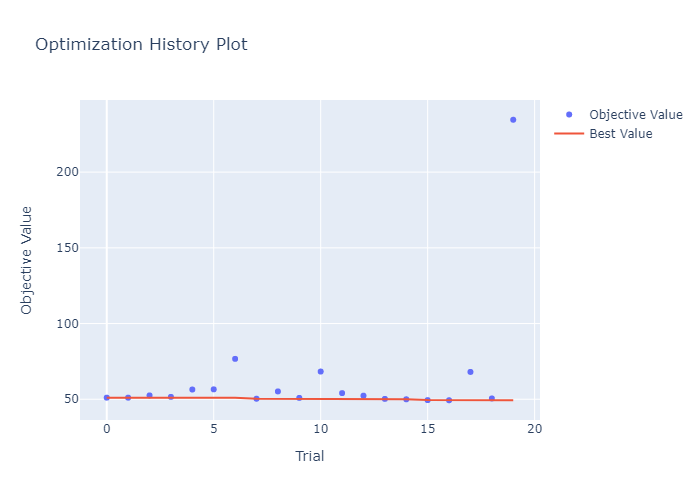 Optimization History Plot
Objective Value
Best Value
200
150
100
50
Objective Value
0
5
10
15
20
Trial